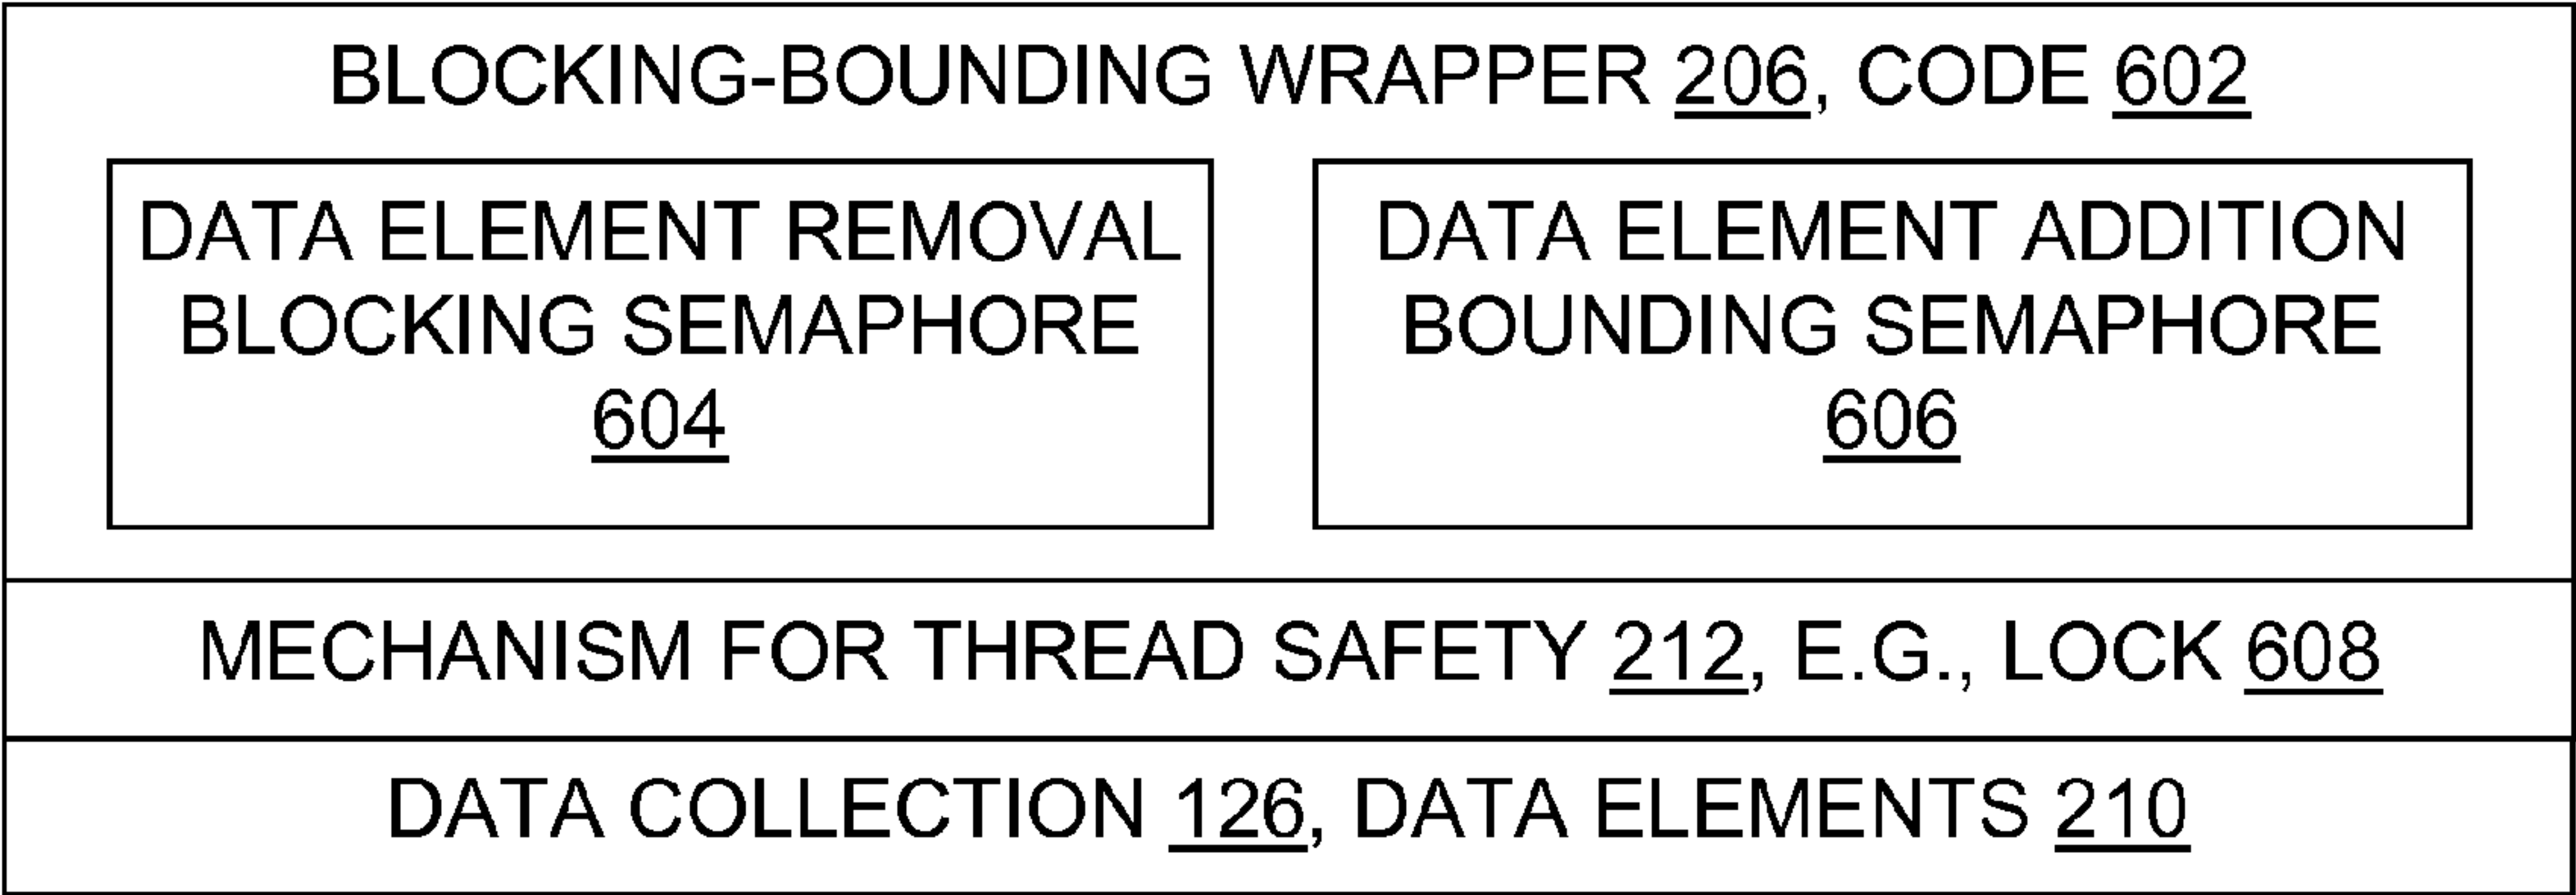 BLOCKING-BOUNDING WRAPPER 206, CODE 602
DATA ELEMENT REMOVAL
BLOCKING SEMAPHORE
604
DATA ELEMENT ADDITION
BOUNDING SEMAPHORE
606
MECHANISM FOR THREAD SAFETY 212, E.G., LOCK 608
DATA COLLECTION 126, DATA ELEMENTS 210